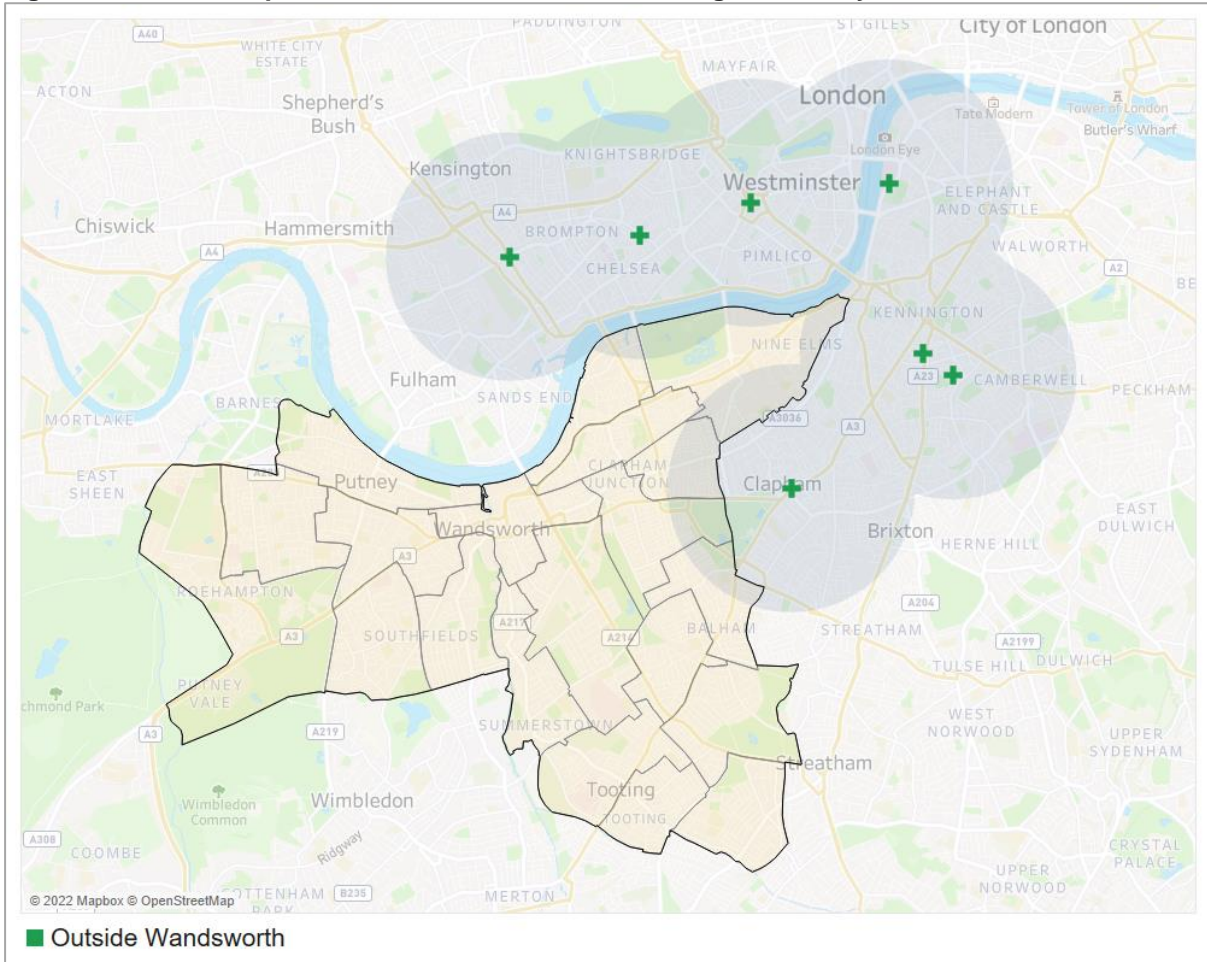 PADDINGTON
ST GILES
City of London
A40
WHITE CITY
ESTATE
MAYFAIR
ACTON
Shepherd's
Bush
London
Tate Modern
Tower of London
Butler's Wharf
London Eye
KNIGHTSBRIDGE
Kensington
Westminster
ELEPHANT
AND CASTLE
A4
Chiswick
Hammersmith
BROMPTON
WALWORTH
A4
CHELSEA
PIMLICO
A2
BE
KENNINGTON
NINE ELMS
Fulham
A23
CAMBERWELL
PECKHAM
BARNES
SANDS END
MORTLAKE
A3036
A3
EAST
SHEEN
Putney
CLAPHAM
JUNCTION
Clapham
EAST
DULWICH
Wandsworth
Brixton
HERNE HILL
A3
ROEHAMPTON
A204
A3
SOUTHFIELDS
A217
A214
BALHAM
STREATHAM
A2199
TULSE HILL
DULWICH
PUTNEY
VALE
chmond Park
A3
A219
SUMMERSTOWN
WEST
NORWOOD
UPPER
SYDENHAM
Streatham
Tooting
Wimbledon
Common
Wimbledon
TOOTING
A308
COOMBE
Ridgway
CRYSTAL
PALACE
UPPER
NORWOOD
OTTENHAM
PARK
B235
MERTON
© 2022 Mapbox © OpenStreetMap
Outside Wandsworth